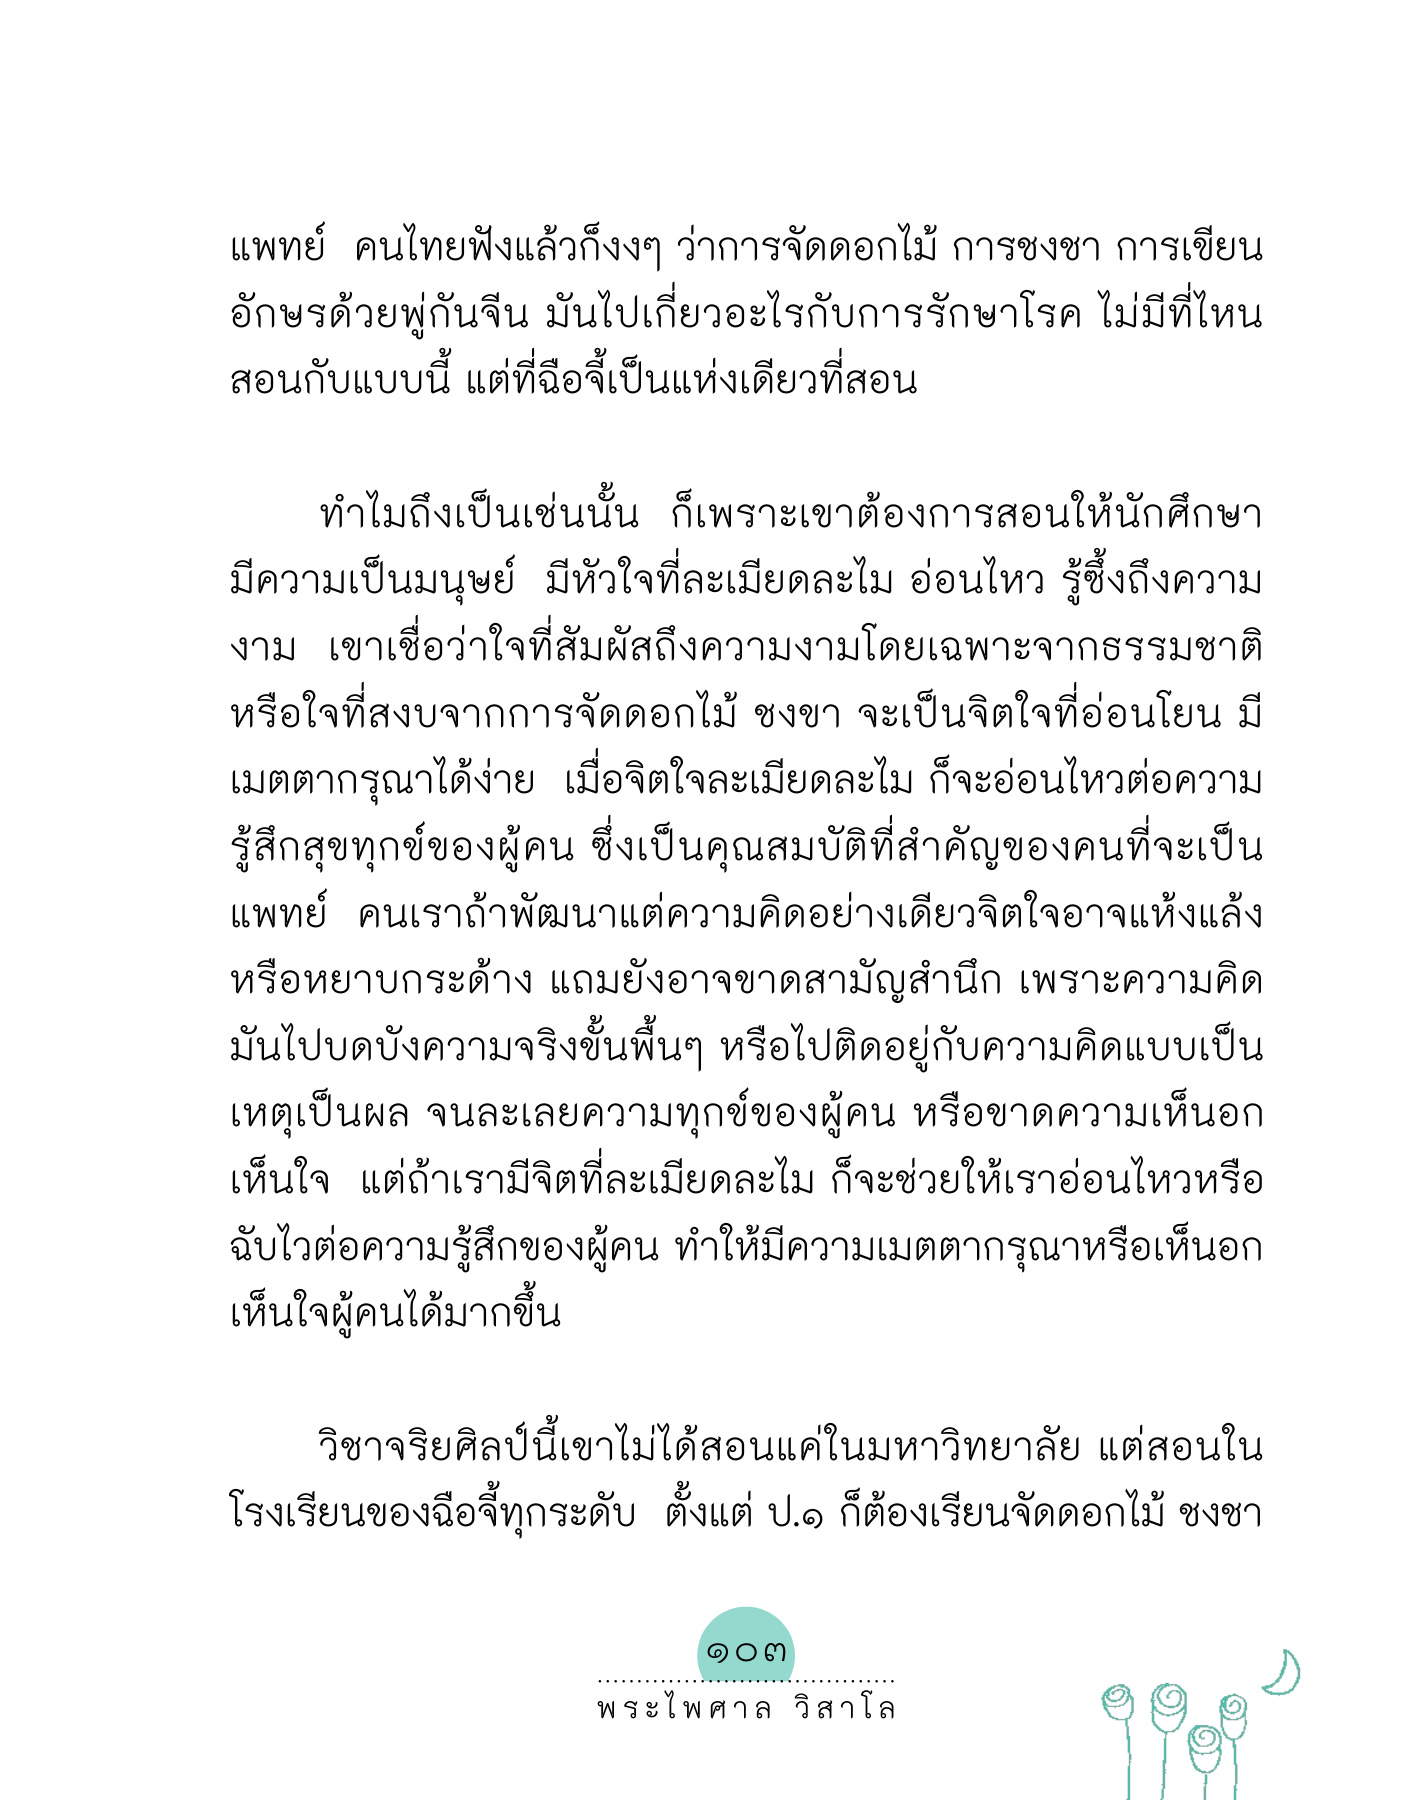 แพทย์  คนไทยฟังแล้วก็งงๆ ว่าการจัดดอกไม้ การชงชา การเขียน
อักษรด้วยพู่กันจีน มันไปเกี่ยวอะไรกับการรักษาโรค ไม่มีที่ไหน
สอนกับแบบนี้ แต่ที่ฉือจี้เป็นแห่งเดียวที่สอน
ทำไมถึงเป็นเช่นนั้น  ก็เพราะเขาต้องการสอนให้นักศึกษา
มีความเป็นมนุษย์  มีหัวใจที่ละเมียดละไม อ่อนไหว รู้ซึ้งถึงความ
งาม  เขาเชื่อว่าใจที่สัมผัสถึงความงามโดยเฉพาะจากธรรมชาติ
หรือใจที่สงบจากการจัดดอกไม้ ชงขา จะเป็นจิตใจที่อ่อนโยน มี
เมตตากรุณาได้ง่าย  เมื่อจิตใจละเมียดละไม ก็จะอ่อนไหวต่อความ
รู้สึกสุขทุกข์ของผู้คน ซึ่งเป็นคุณสมบัติที่สำคัญของคนที่จะเป็น
แพทย์  คนเราถ้าพัฒนาแต่ความคิดอย่างเดียวจิตใจอาจแห้งแล้ง
หรือหยาบกระด้าง แถมยังอาจขาดสามัญสำนึก เพราะความคิด
มันไปบดบังความจริงขั้นพื้นๆ หรือไปติดอยู่กับความคิดแบบเป็น
เหตุเป็นผล จนละเลยความทุกข์ของผู้คน หรือขาดความเห็นอก
เห็นใจ  แต่ถ้าเรามีจิตที่ละเมียดละไม ก็จะช่วยให้เราอ่อนไหวหรือ
ฉับไวต่อความรู้สึกของผู้คน ทำให้มีความเมตตากรุณาหรือเห็นอก
เห็นใจผู้คนได้มากขึ้น
วิชาจริยศิลป์นี้เขาไม่ได้สอนแค่ในมหาวิทยาลัย แต่สอนใน
โรงเรียนของฉือจี้ทุกระดับ  ตั้งแต่ ป.๑ ก็ต้องเรียนจัดดอกไม้ ชงชา
๑๐๓
พระไพศาล วิสาโล